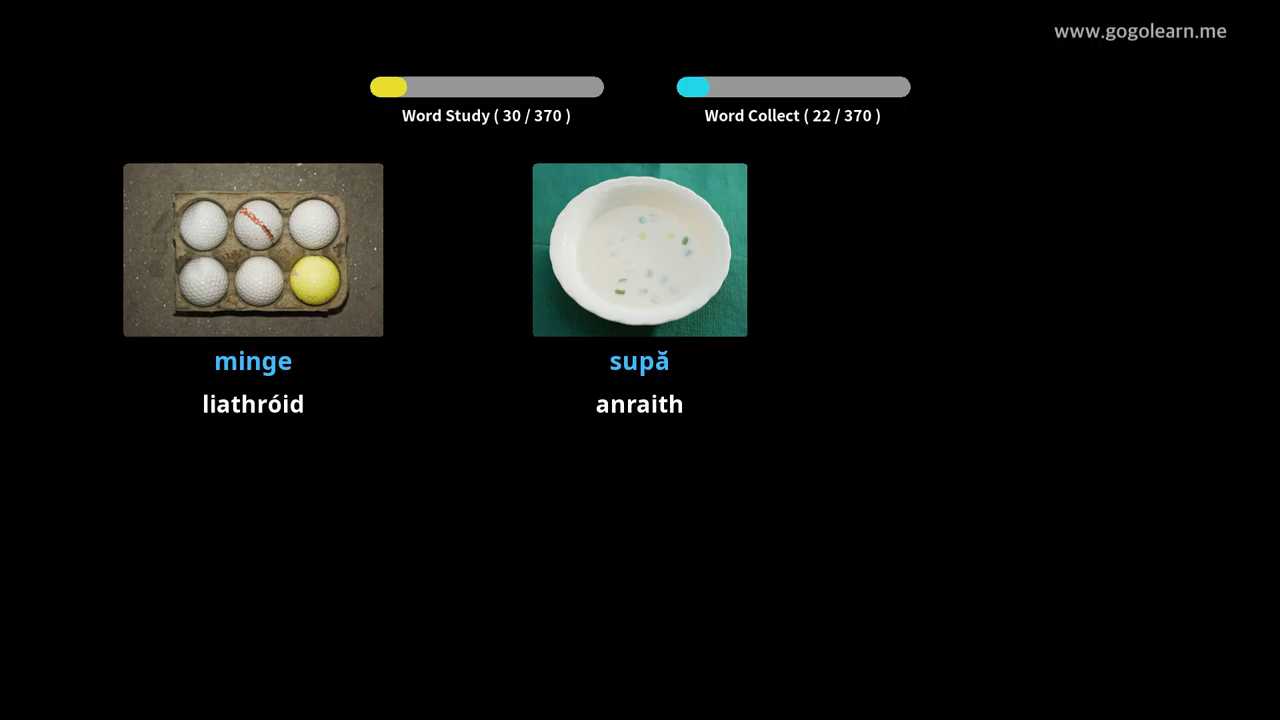 www.gogolearn.me
Word Study ( 30 / 370 )
Word Collect ( 22 / 370 )
minge
supă
liathróid
anraith